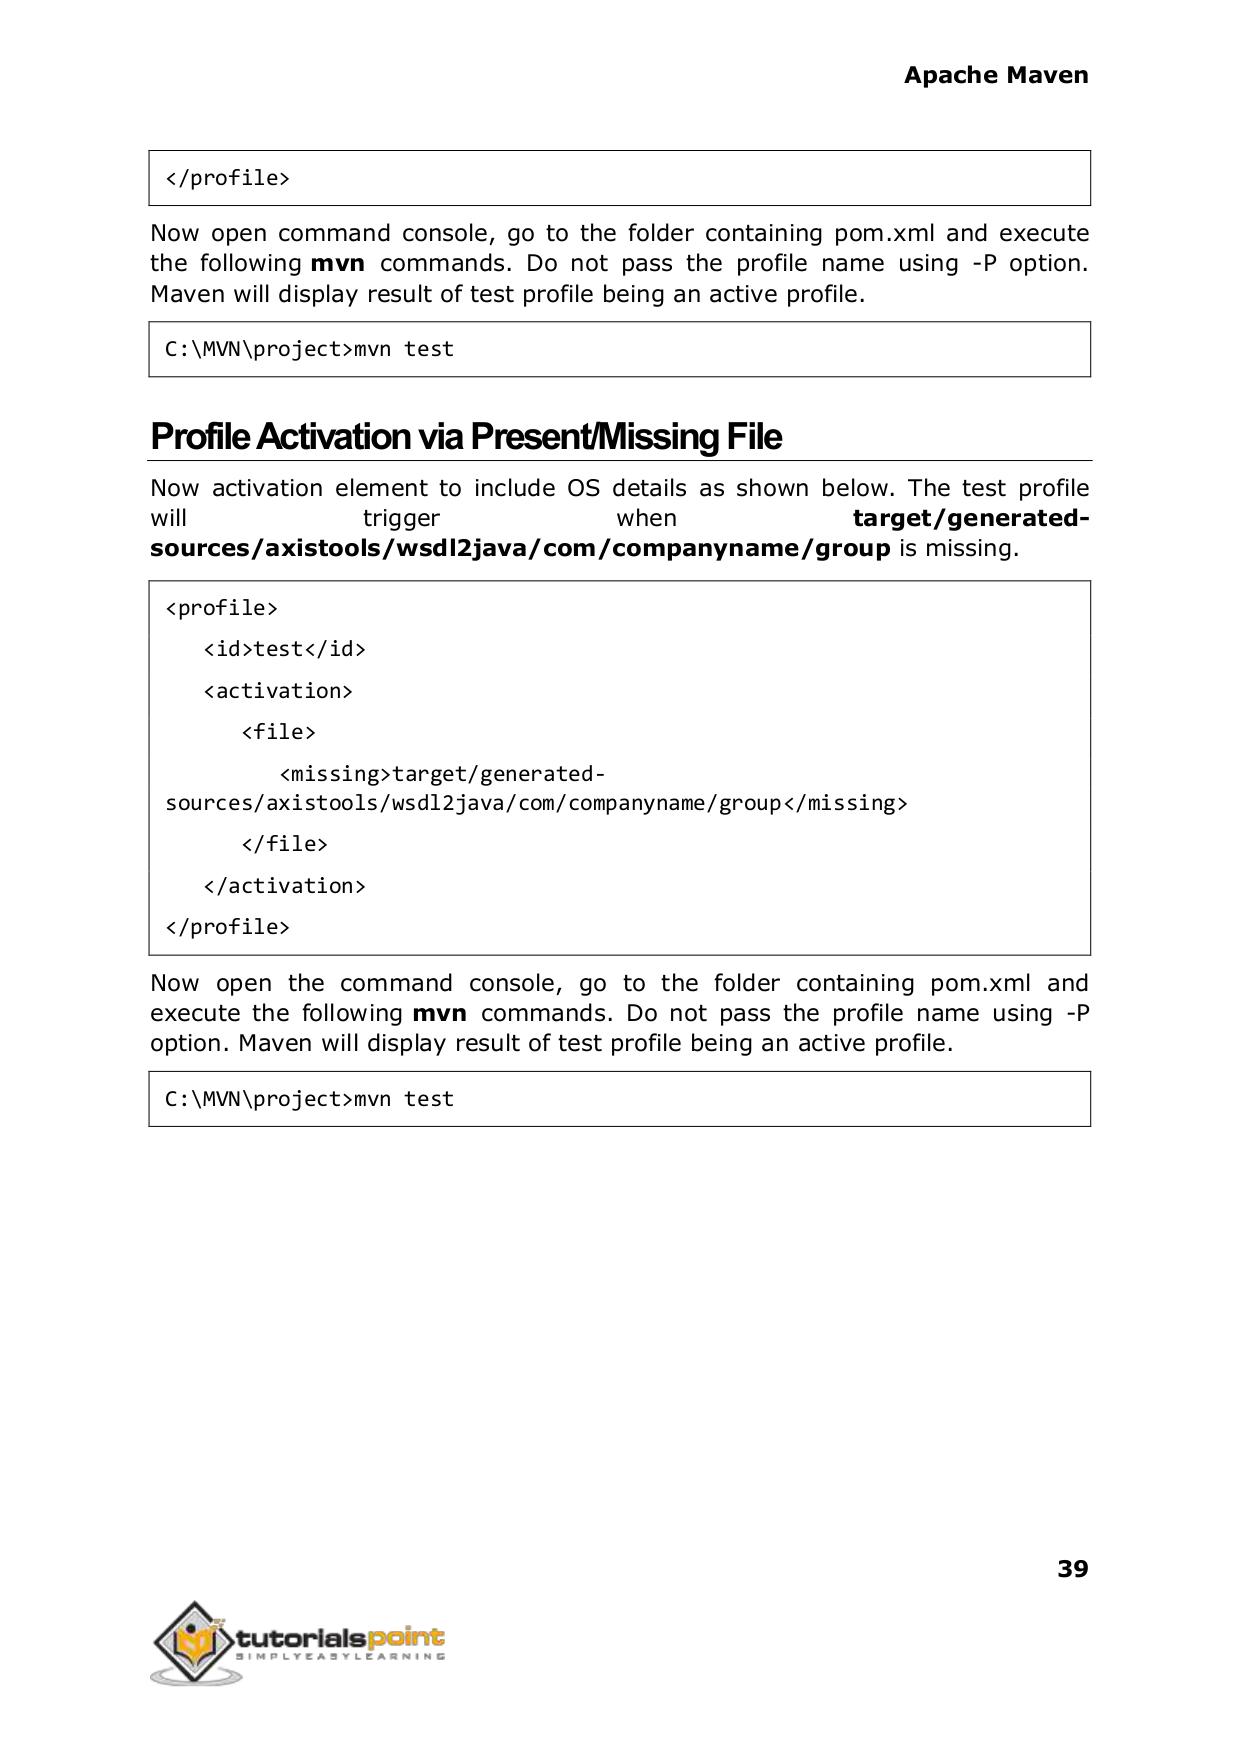 Apache Maven
</profile>
Now open command console, go to the folder containing pom.xml and execute
the following mvn commands. Do not pass the profile name using -P option.
Maven will display result of test profile being an active profile.
C:\MVN\project>mvn test
Profile Activation via Present/Missing File
Now activation element to include OS details as shown below. The test profile
will trigger when target/generated-
sources/axistools/wsdl2java/com/companyname/group is missing.
<profile>
   <id>test</id>
   <activation>
      <file>
         <missing>target/generated-
sources/axistools/wsdl2java/com/companyname/group</missing>
      </file>
   </activation>
</profile>
Now open the command console, go to the folder containing pom.xml and
execute the following mvn commands. Do not pass the profile name using -P
option. Maven will display result of test profile being an active profile.
C:\MVN\project>mvn test
39
tutorialspoint
SIMPLYEASYLEARNING